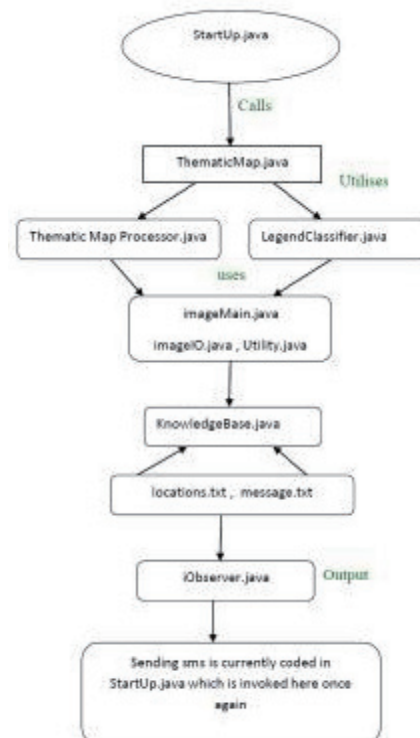 StartUp.java
Calls
ThematicMap.java
Utilises
Thematic Map Processor.java
LegendClassifier.java
uses
imageMain.java
imageIO.java , Utility.java
KnowledgeBase.java
locations.txt , message.txt
iObserver.java
Output
Sending sms is currently coded in
StartUp.java which is invoked here once
again